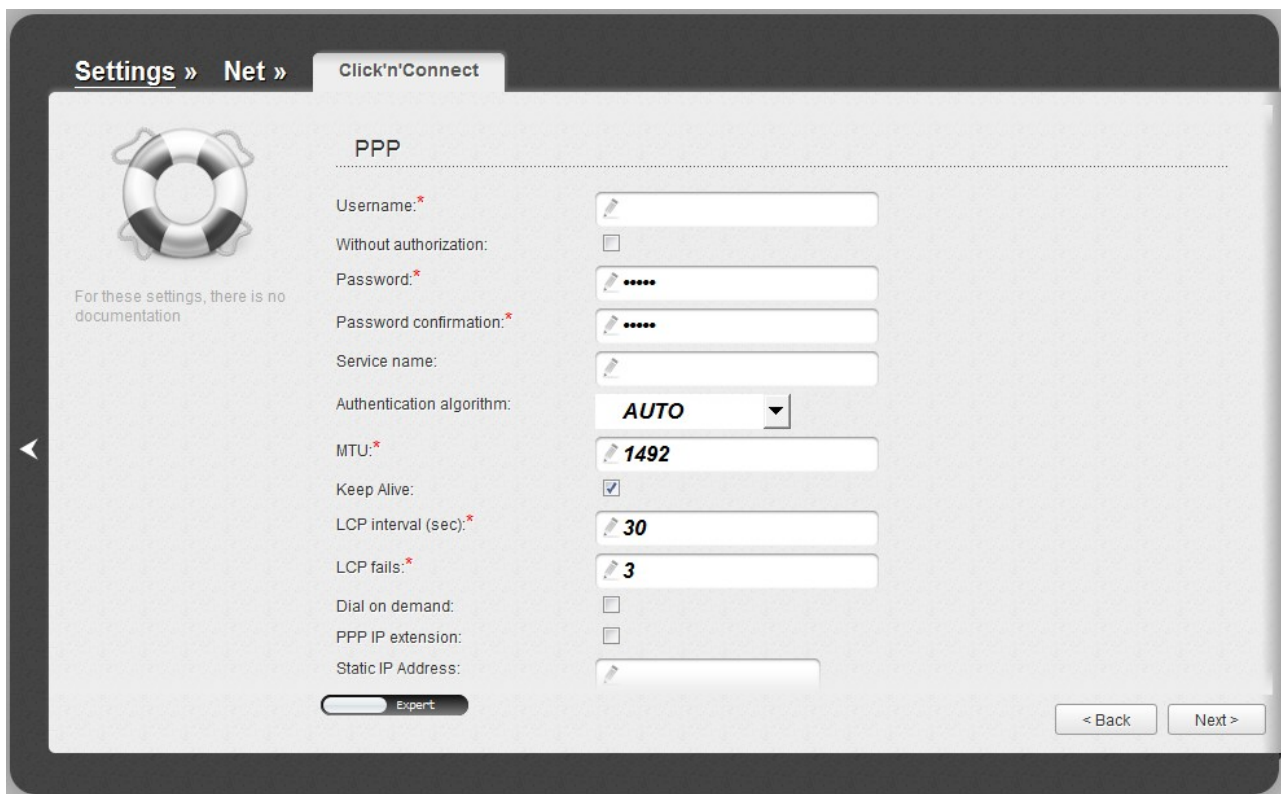 Settings » Net » Click'n'Connect
PPP
For these settings, there is no
documentation
Username:*
Without authorization:
Password:* •••••
Password confirmation:* •••••
Service name:
Authentication algorithm: AUTO
MTU:* 1492
Keep Alive:
LCP interval (sec):* 30
LCP fails:* 3
Dial on demand:
PPP IP extension:
Static IP Address:
Expert
< Back Next >